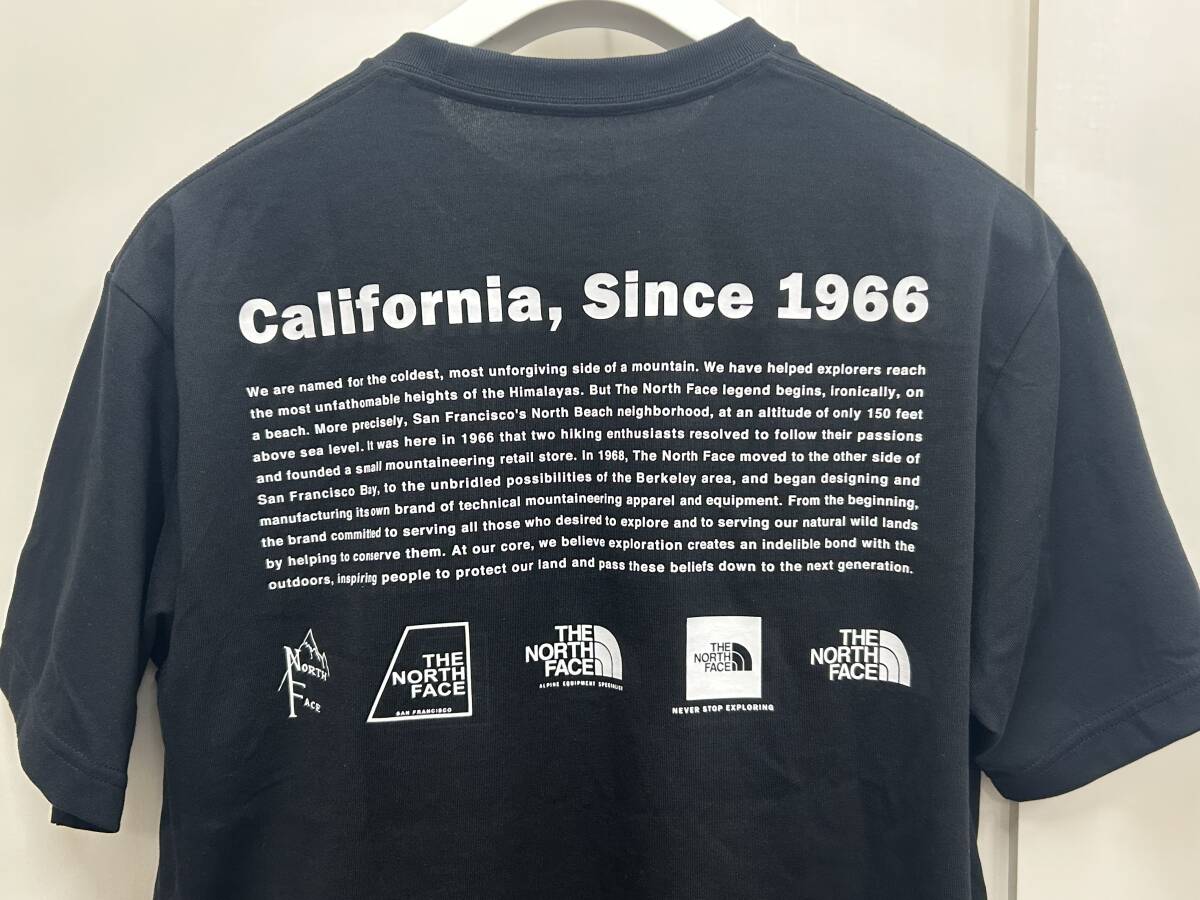 California, Since 1966
We are named for the coldest, most unforgiving side of a mountain. We have helped explorers reach
the most unfathomable heights of the Himalayas. But The North Face legend begins, ironically, on
a beach. More precisely, San Francisco's North Beach neighborhood, at an altitude of only 150 feet
above sea level. It was here in 1966 that two hiking enthusiasts resolved to follow their passions
and founded a small mountaineering retail store. In 1968, The North Face moved to the other side of
San Francisco Bay, to the unbridled possibilities of the Berkeley area, and began designing and
manufacturing its own brand of technical mountaineering apparel and equipment. From the beginning,
the brand committed to serving all those who desired to explore and to serving our natural wild lands
by helping to conserve them. At our core, we believe exploration creates an indelible bond with the
outdoors, inspiring people to protect our land and pass these beliefs down to the next generation.
NORTH
FACE
THE
NORTH
FACE
SAN FRANCISCO
THE
NORTH
FACE
ALPINE EQUIPMENT SPECIALIST
THE
NORTH
FACE
NEVER STOP EXPLORING
THE
NORTH
FACE